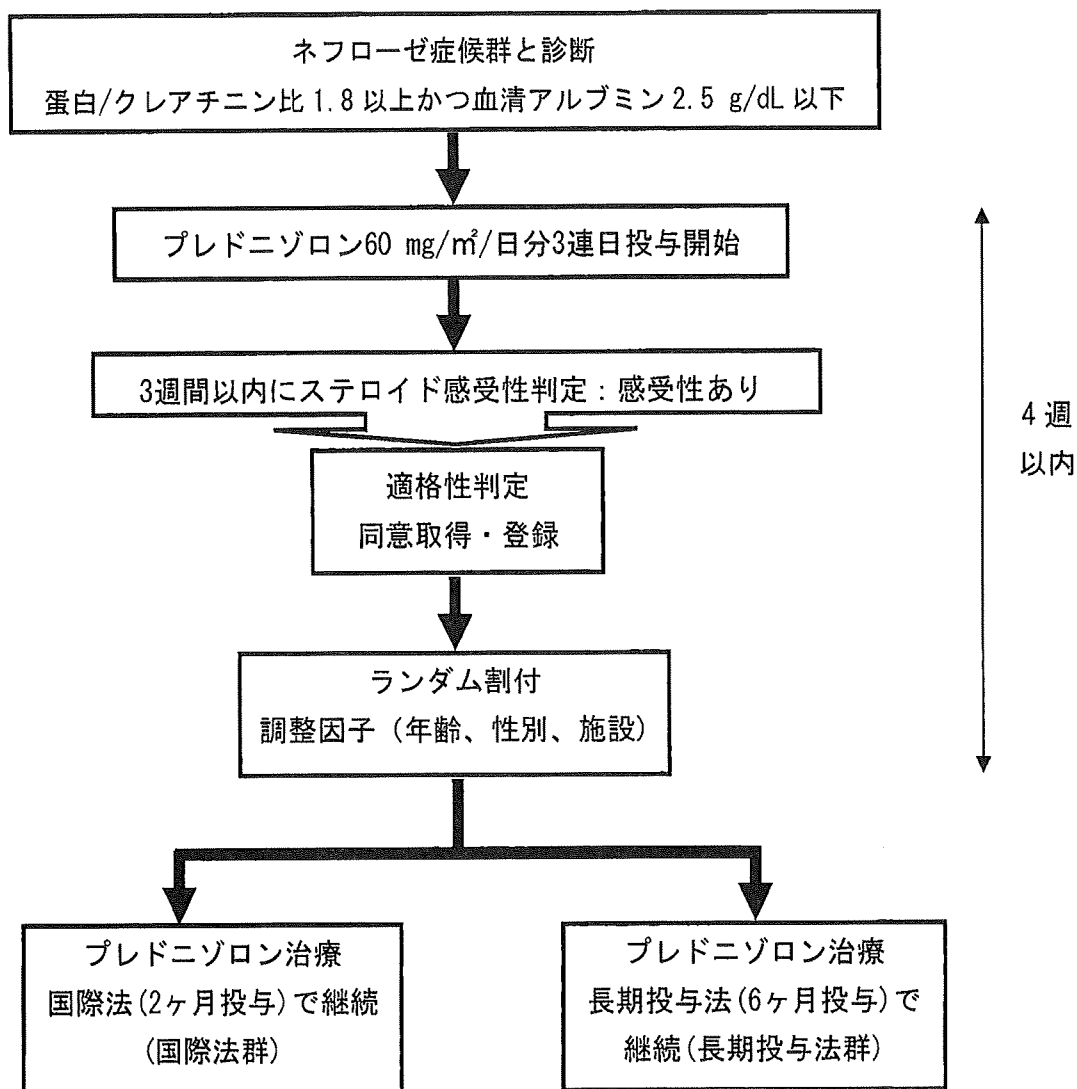 ネフローゼ症候群と診断
蛋白/クレアチニン比 1.8 以上かつ血清アルブミン 2.5 g/dL 以下
プレドニゾロン60 mg/㎡/日分3連日投与開始
3週間以内にステロイド感受性判定：感受性あり
適格性判定
同意取得・登録
ランダム割付
調整因子（年齢、性別、施設）
4 週
以内
プレドニゾロン治療
国際法(2ヶ月投与)で継続
(国際法群)
プレドニゾロン治療
長期投与法(6ヶ月投与)で
継続(長期投与法群)